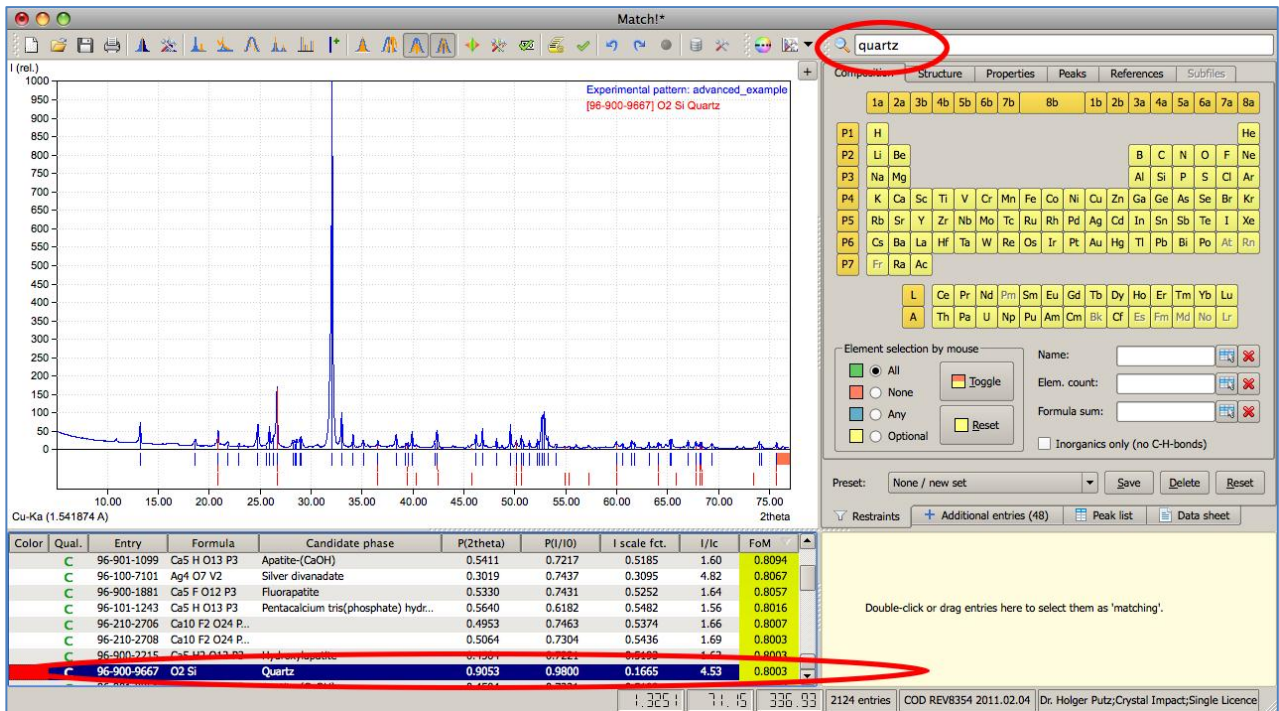 Match!*
quartz
I (rel.)
Experimental pattern: advanced_example
[96-900-9667] O2 Si Quartz
1000
950
900
850
800
750
700
650
600
550
500
450
400
350
300
250
200
150
100
50
0
10.00 15.00 20.00 25.00 30.00 35.00 40.00 45.00 50.00 55.00 60.00 65.00 70.00 75.00
Cu-Ka (1.541874 A) 2theta
Composition Structure Properties Peaks References Subfiles
1a 2a 3b 4b 5b 6b 7b 8b 1b 2b 3a 4a 5a 6a 7a 8a
P1 H He
P2 Li Be B C N O F Ne
P3 Na Mg Al Si P S Cl Ar
P4 K Ca Sc Ti V Cr Mn Fe Co Ni Cu Zn Ga Ge As Se Br Kr
P5 Rb Sr Y Zr Nb Mo Tc Ru Rh Pd Ag Cd In Sn Sb Te I Xe
P6 Cs Ba La Hf Ta W Re Os Ir Pt Au Hg Tl Pb Bi Po At Rn
P7 Fr Ra Ac
L Ce Pr Nd Pm Sm Eu Gd Tb Dy Ho Er Tm Yb Lu
A Th Pa U Np Pu Am Cm Bk Cf Es Fm Md No Lr
Element selection by mouse
All
None
Any
Optional
Toggle
Reset
Name:
Elem. count:
Formula sum:
Inorganics only (no C-H-bonds)
Preset: None / new set Save Delete Reset
Restraints Additional entries (48) Peak list Data sheet
Color Qual. Entry Formula Candidate phase P(2theta) P(I/I0) I scale fct. I/Ic FoM
C 96-901-1099 Ca5 H O13 P3 Apatite-(CaOH) 0.5411 0.7217 0.5185 1.60 0.8094
C 96-100-7101 Ag4 O7 V2 Silver divanadate 0.3019 0.7437 0.3095 4.82 0.8067
C 96-900-1881 Ca5 F O12 P3 Fluorapatite 0.5330 0.7431 0.5252 1.64 0.8057
C 96-101-1243 Ca5 H O13 P3 Pentacalcium tris(phosphate) hydr... 0.5640 0.6182 0.5482 1.56 0.8016
C 96-210-2706 Ca10 F2 O24 P... 0.4953 0.7463 0.5374 1.66 0.8007
C 96-210-2708 Ca10 F2 O24 P... 0.5064 0.7304 0.5436 1.69 0.8003
C 96-900-2215 Hydroxylapatite 0.8003
C 96-900-9667 O2 Si Quartz 0.9053 0.9800 0.1665 4.53 0.8003
Double-click or drag entries here to select them as 'matching'.
1.3251 71.15 336.93 2124 entries COD REV8354 2011.02.04 Dr. Holger Putz;Crystal Impact;Single Licence